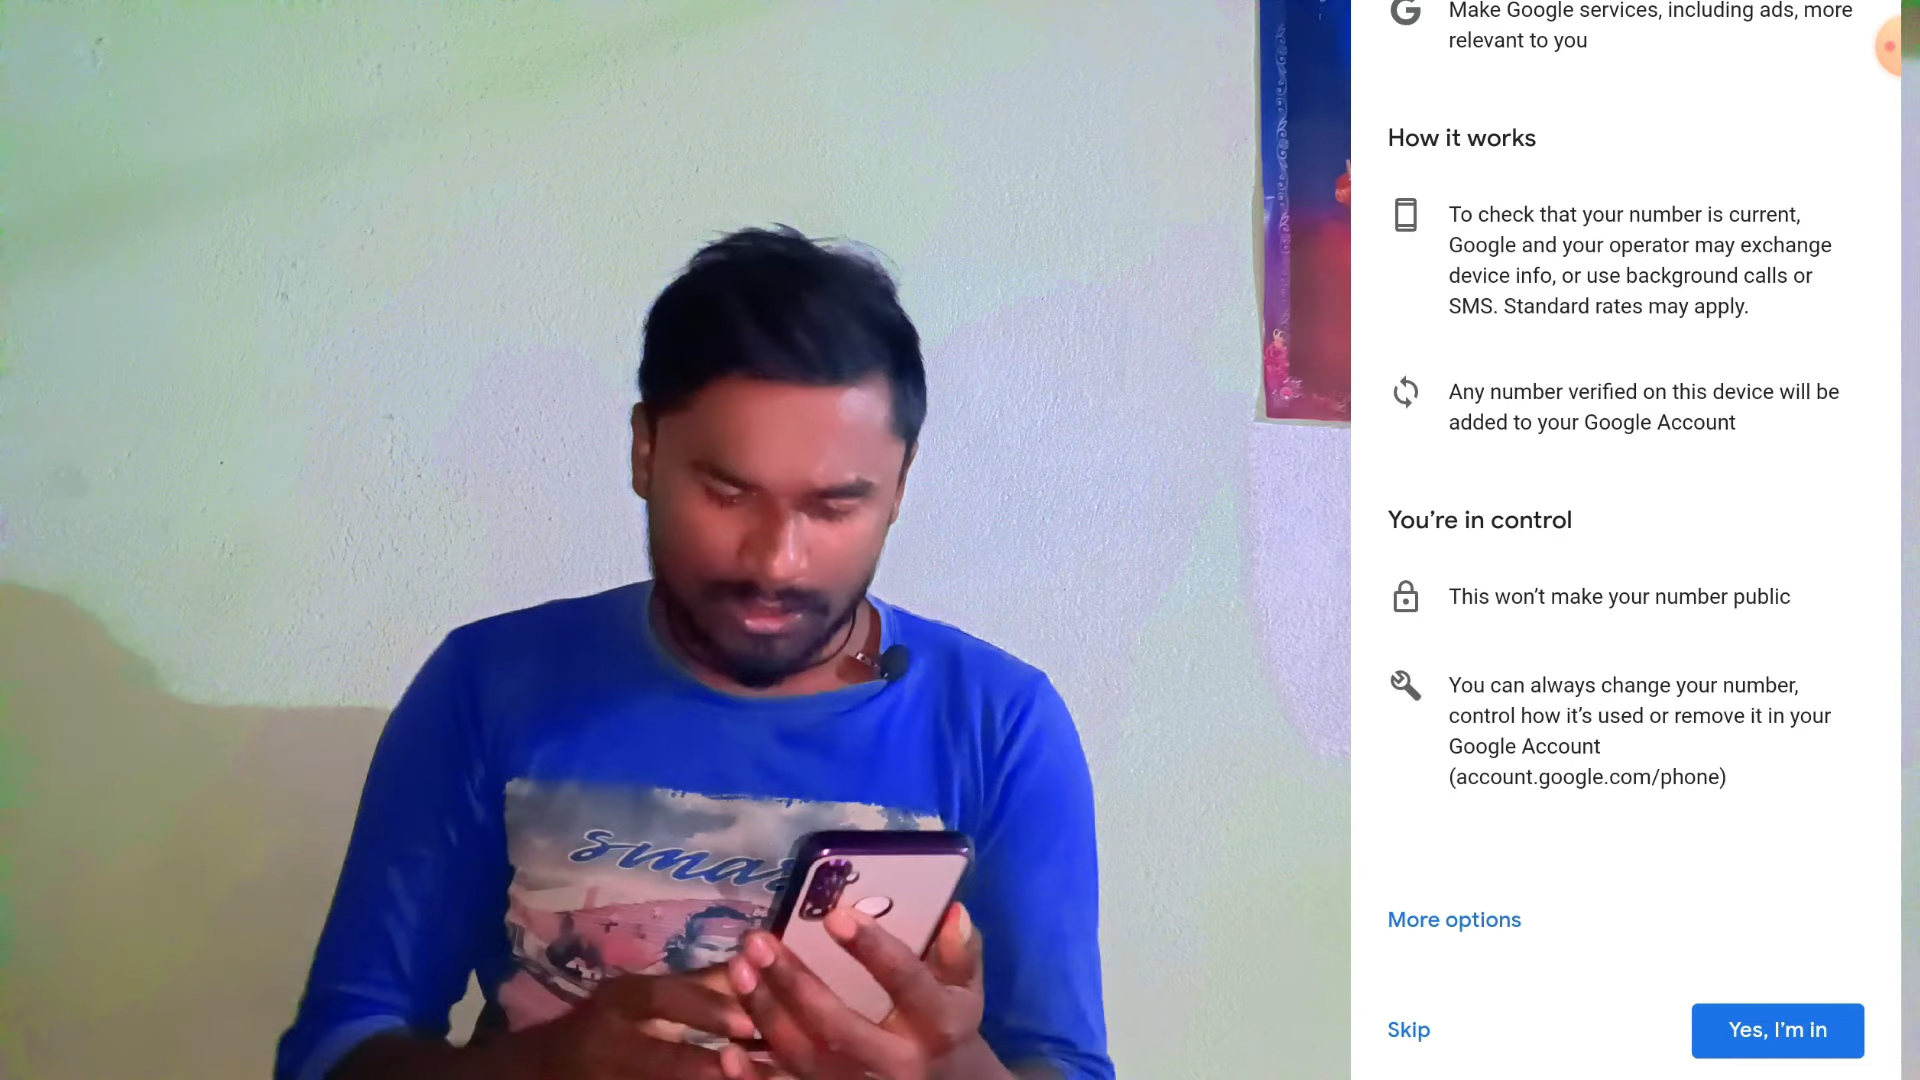 Make Google services, including ads, more
relevant to you
How it works
To check that your number is current,
Google and your operator may exchange
device info, or use background calls or
SMS. Standard rates may apply.
Any number verified on this device will be
added to your Google Account
You’re in control
This won’t make your number public
You can always change your number,
control how it’s used or remove it in your
Google Account
(account.google.com/phone)
More options
Skip
Yes, I’m in